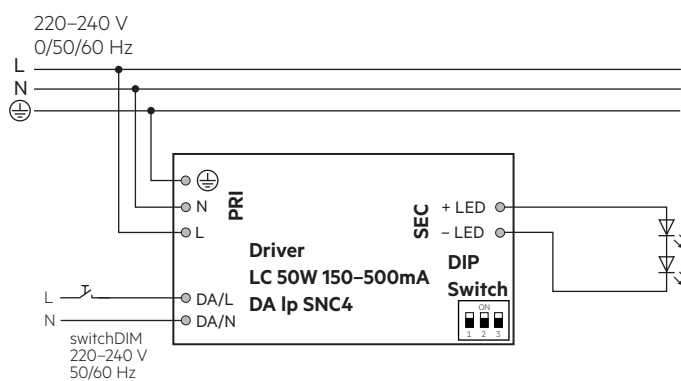 220–240 V
0/50/60 Hz
L
N
PRI
N
L
SEC
+ LED
– LED
Driver
LC 50W 150–500mA
DA lp SNC4
DIP
Switch
ON
1 2 3
L
DA/L
N
DA/N
switchDIM
220–240 V
50/60 Hz